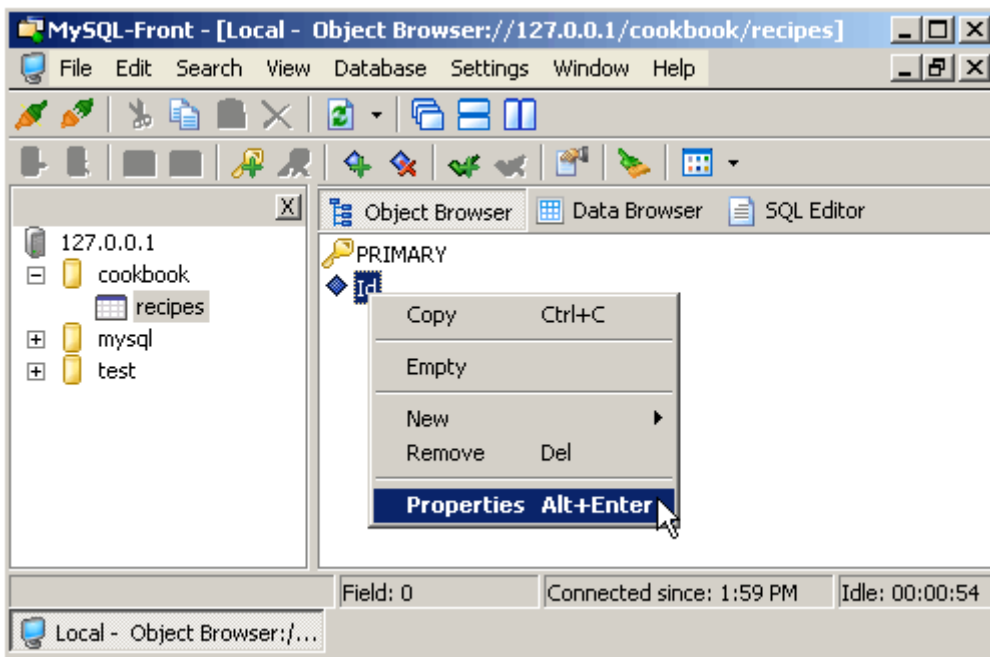 MySQL-Front - [Local - Object Browser://127.0.0.1/cookbook/recipes]
File Edit Search View Database Settings Window Help
X
Object Browser Data Browser SQL Editor
127.0.0.1
cookbook
recipes
mysql
test
PRIMARY
Id
Copy Ctrl+C
Empty
New
Remove Del
Properties Alt+Enter
Field: 0 Connected since: 1:59 PM Idle: 00:00:54
Local - Object Browser:/...